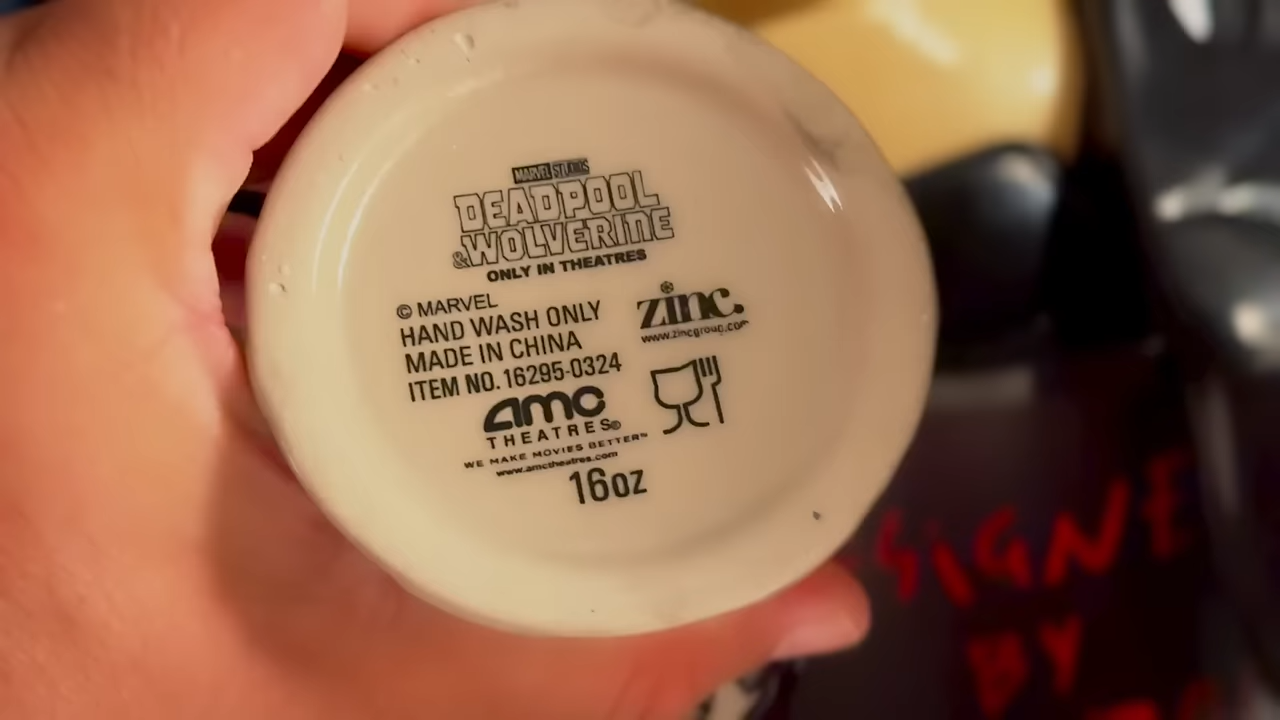 MARVEL STUDIOS
DEADPOOL
&WOLVERINE
ONLY IN THEATRES
© MARVEL
HAND WASH ONLY
MADE IN CHINA
ITEM NO. 16295-0324
zinc.
www.zincgroup.com
amc
THEATRES®
WE MAKE MOVIES BETTER™
www.amctheatres.com
16oz
SIGNE
BY